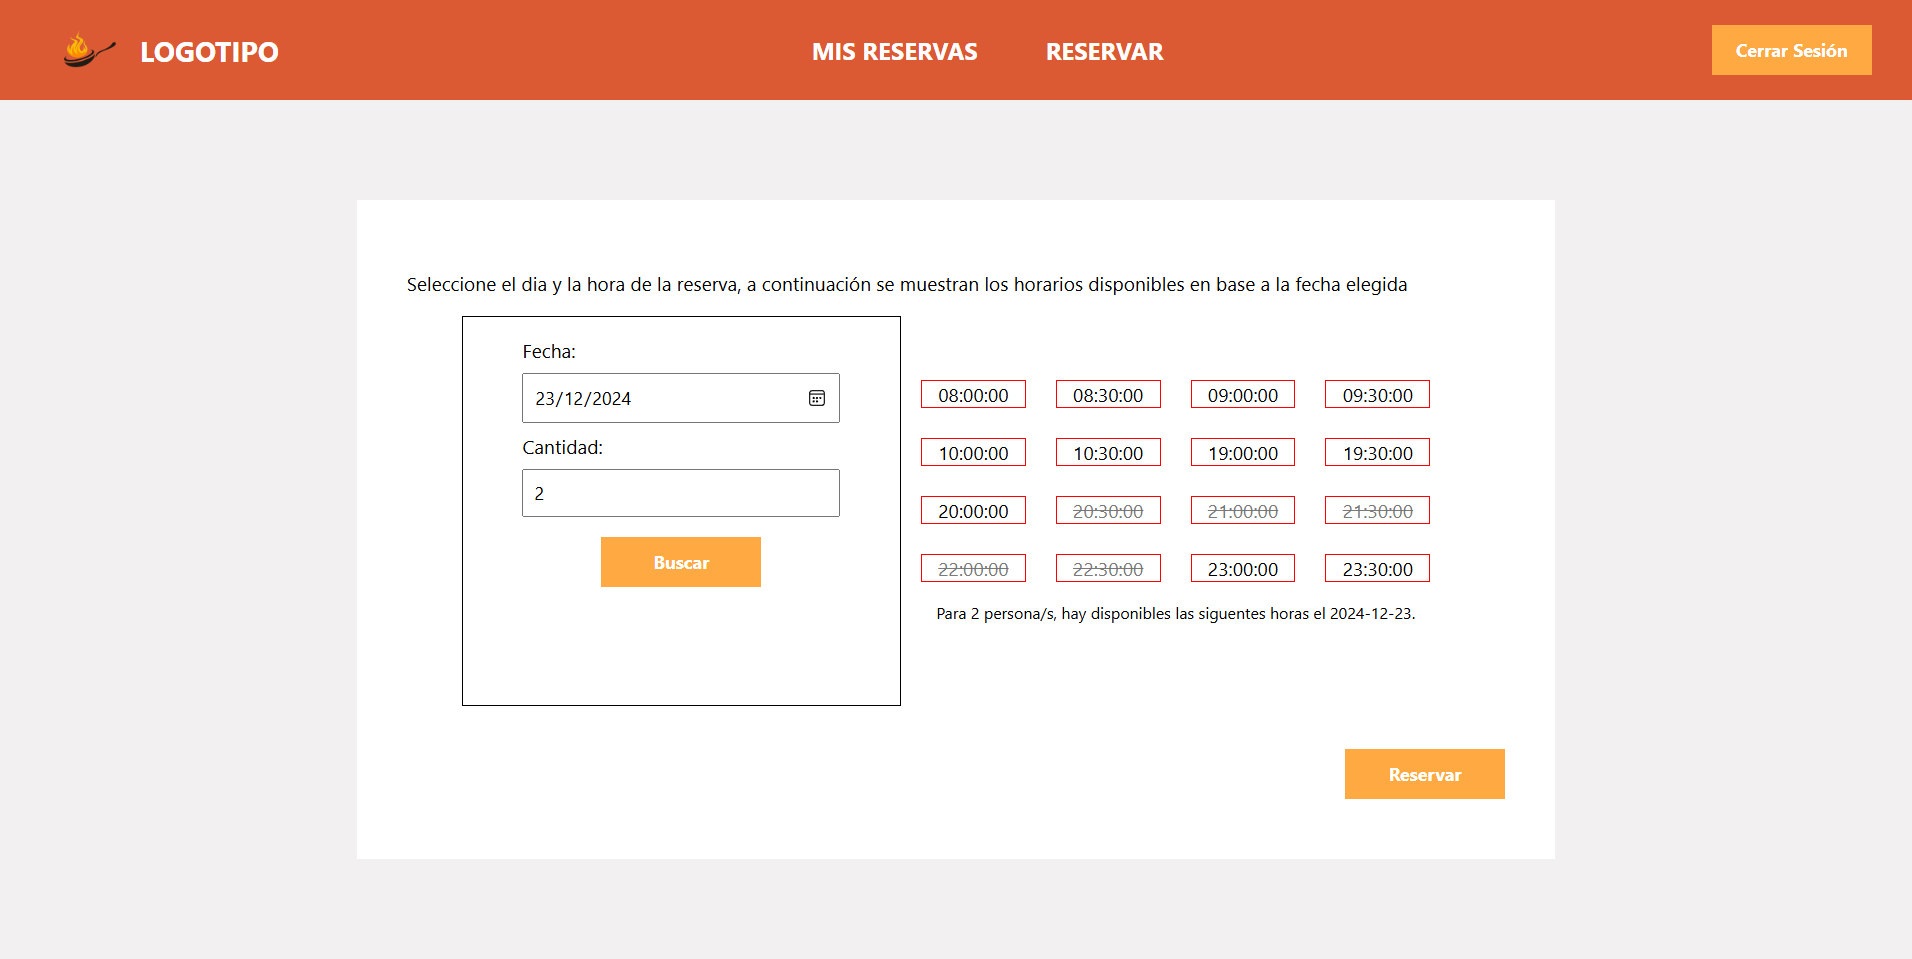 LOGOTIPO
MIS RESERVAS
RESERVAR
Cerrar Sesión
Seleccione el dia y la hora de la reserva, a continuación se muestran los horarios disponibles en base a la fecha elegida
Fecha:
23/12/2024
Cantidad:
2
Buscar
08:00:00 08:30:00 09:00:00 09:30:00
10:00:00 10:30:00 19:00:00 19:30:00
20:00:00 20:30:00 21:00:00 21:30:00
22:00:00 22:30:00 23:00:00 23:30:00
Para 2 persona/s, hay disponibles las siguentes horas el 2024-12-23.
Reservar